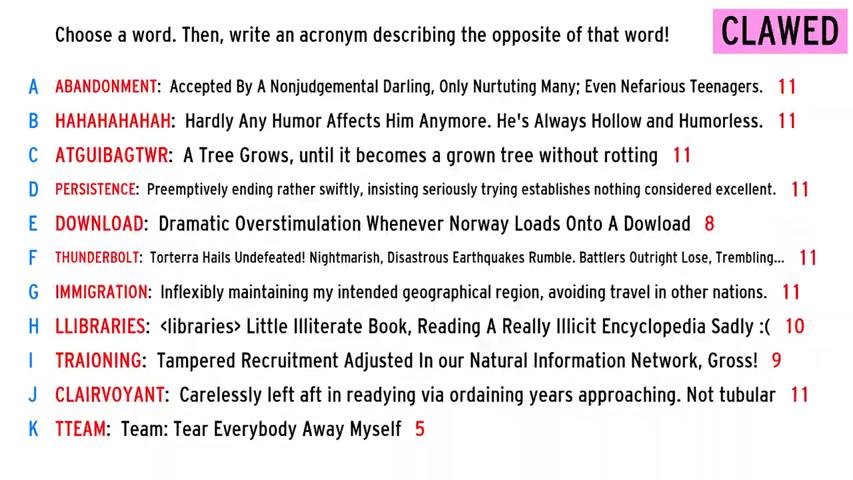 Choose a word. Then, write an acronym describing the opposite of that word! CLAWED
A ABANDONMENT: Accepted By A Nonjudgemental Darling, Only Nurtuting Many; Even Nefarious Teenagers. 11
B HAHAHAHAHAH: Hardly Any Humor Affects Him Anymore. He's Always Hollow and Humorless. 11
C ATGUIBAGTWR: A Tree Grows, until it becomes a grown tree without rotting 11
D PERSISTENCE: Preemptively ending rather swiftly, insisting seriously trying establishes nothing considered excellent. 11
E DOWNLOAD: Dramatic Overstimulation Whenever Norway Loads Onto A Dowload 8
F THUNDERBOLT: Torterra Hails Undefeated! Nightmarish, Disastrous Earthquakes Rumble. Battlers Outright Lose, Trembling... 11
G IMMIGRATION: Inflexibly maintaining my intended geographical region, avoiding travel in other nations. 11
H LLIBRARIES: <libraries> Little Illiterate Book, Reading A Really Illicit Encyclopedia Sadly :( 10
I TRAIONING: Tampered Recruitment Adjusted In our Natural Information Network, Gross! 9
J CLAIRVOYANT: Carelessly left aft in readying via ordaining years approaching. Not tubular 11
K TTEAM: Team: Tear Everybody Away Myself 5